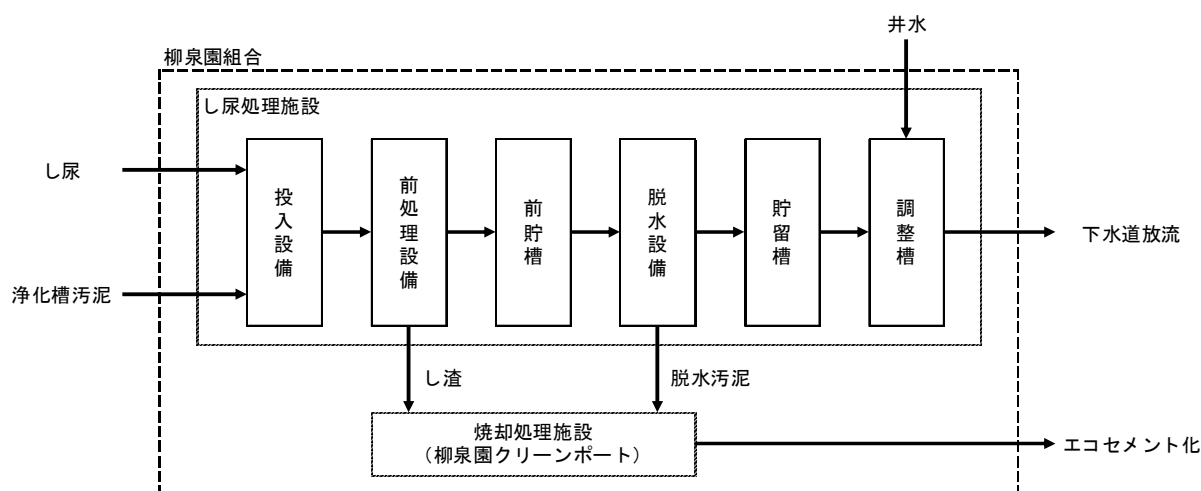 井水
柳泉園組合
し尿処理施設
し尿
浄化槽汚泥
投入設備
前処理設備
前貯槽
脱水設備
貯留槽
調整槽
下水道放流
し渣
脱水汚泥
焼却処理施設
（柳泉園クリーンポート）
エコセメント化